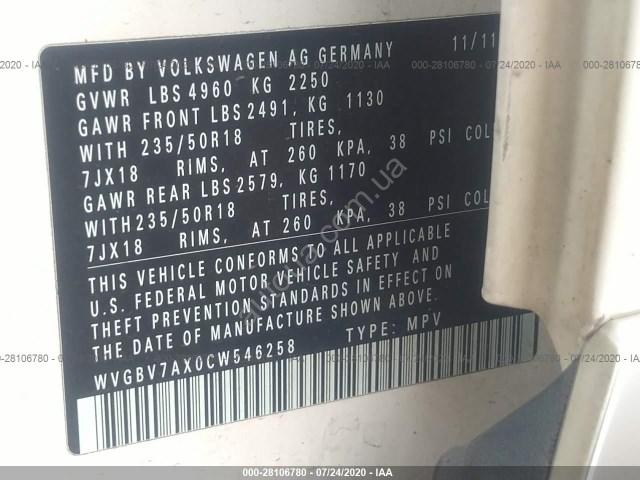 MFD BY VOLKSWAGEN AG GERMANY 11/11
GVWR LBS 4960 KG 2250
GAWR FRONT LBS 2491, KG 1130
WITH 235/50R18 TIRES,
7JX18 RIMS, AT 260 KPA, 38 PSI COL
GAWR REAR LBS 2579, KG 1170
WITH 235/50R18 TIRES,
7JX18 RIMS, AT 260 KPA, 38 PSI COL
THIS VEHICLE CONFORMS TO ALL APPLICABLE
U.S. FEDERAL MOTOR VEHICLE SAFETY AND
THEFT PREVENTION STANDARDS IN EFFECT ON
THE DATE OF MANUFACTURE SHOWN ABOVE.
WVGBV7AX0CW546258 TYPE: MPV
000-28106780 - 07/24/2020 - IAA